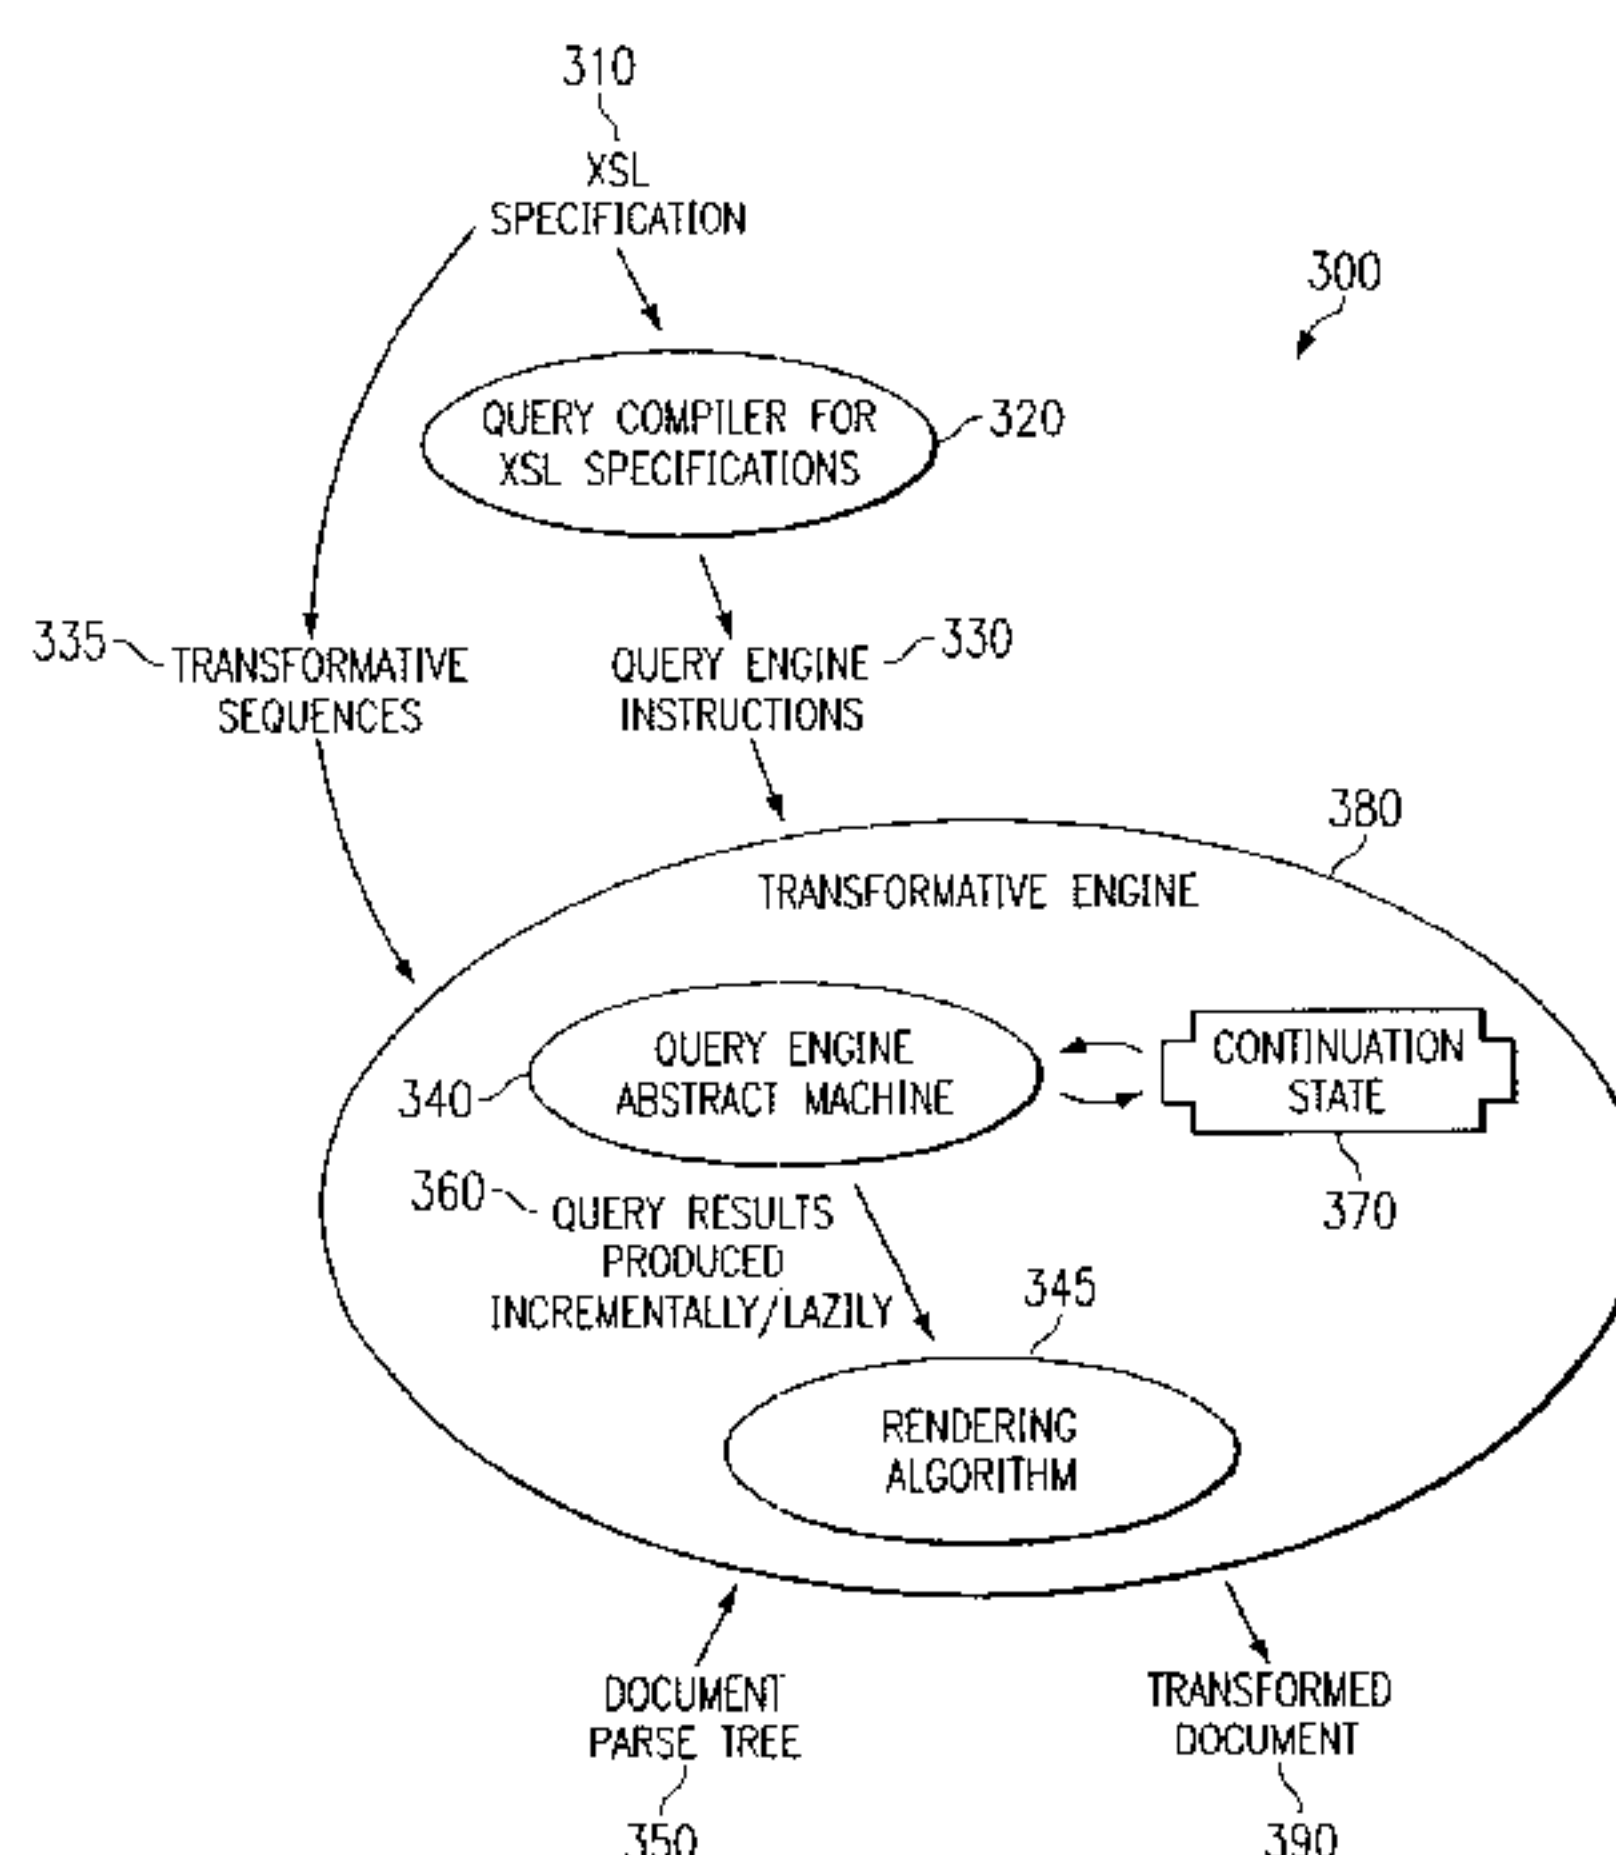 310
XSL
SPECIFICATION
300
QUERY COMPILER FOR
XSL SPECIFICATIONS
320
335
TRANSFORMATIVE
SEQUENCES
QUERY ENGINE
INSTRUCTIONS
330
380
TRANSFORMATIVE ENGINE
QUERY ENGINE
ABSTRACT MACHINE
340
CONTINUATION
STATE
370
360
QUERY RESULTS
PRODUCED
INCREMENTALLY/LAZILY
345
RENDERING
ALGORITHM
DOCUMENT
PARSE TREE
350
TRANSFORMED
DOCUMENT
390